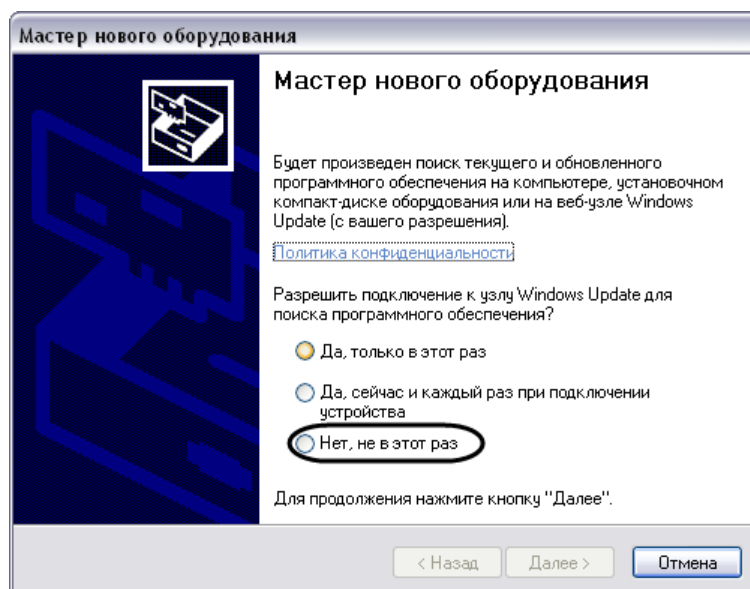 Мастер нового оборудования
Мастер нового оборудования
Будет произведен поиск текущего и обновленного
программного обеспечения на компьютере, установочном
компакт-диске оборудования или на веб-узле Windows
Update (с вашего разрешения).
Политика конфиденциальности
Разрешить подключение к узлу Windows Update для
поиска программного обеспечения?
Да, только в этот раз
Да, сейчас и каждый раз при подключении
устройства
Нет, не в этот раз
Для продолжения нажмите кнопку "Далее".
< Назад Далее > Отмена